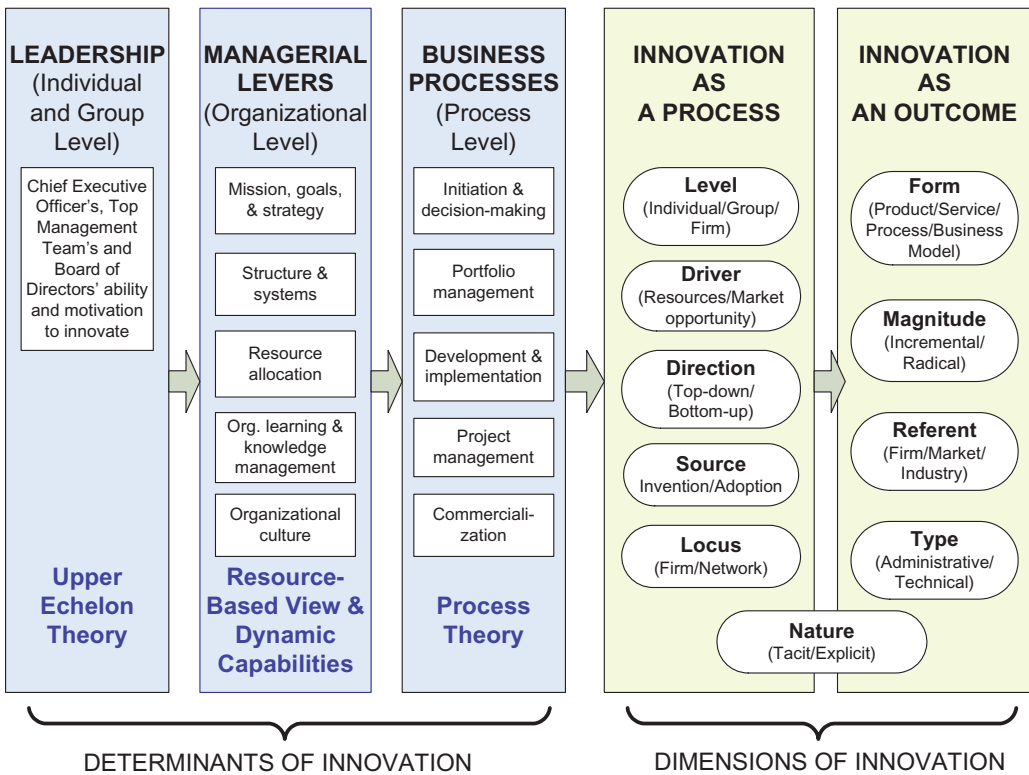 LEADERSHIP
(Individual
and Group
Level)
Chief Executive
Officer's, Top
Management
Team's and
Board of
Directors' ability
and motivation
to innovate
Upper
Echelon
Theory
MANAGERIAL
LEVERS
(Organizational
Level)
Mission, goals,
& strategy
Structure &
systems
Resource
allocation
Org. learning &
knowledge
management
Organizational
culture
Resource-
Based View &
Dynamic
Capabilities
BUSINESS
PROCESSES
(Process
Level)
Initiation &
decision-making
Portfolio
management
Development &
implementation
Project
management
Commerciali-
zation
Process
Theory
INNOVATION
AS
A PROCESS
Level
(Individual/Group/
Firm)
Driver
(Resources/Market
opportunity)
Direction
(Top-down/
Bottom-up)
Source
Invention/Adoption
Locus
(Firm/Network)
INNOVATION
AS
AN OUTCOME
Form
(Product/Service/
Process/Business
Model)
Magnitude
(Incremental/
Radical)
Referent
(Firm/Market/
Industry)
Type
(Administrative/
Technical)
Nature
(Tacit/Explicit)
DETERMINANTS OF INNOVATION
DIMENSIONS OF INNOVATION